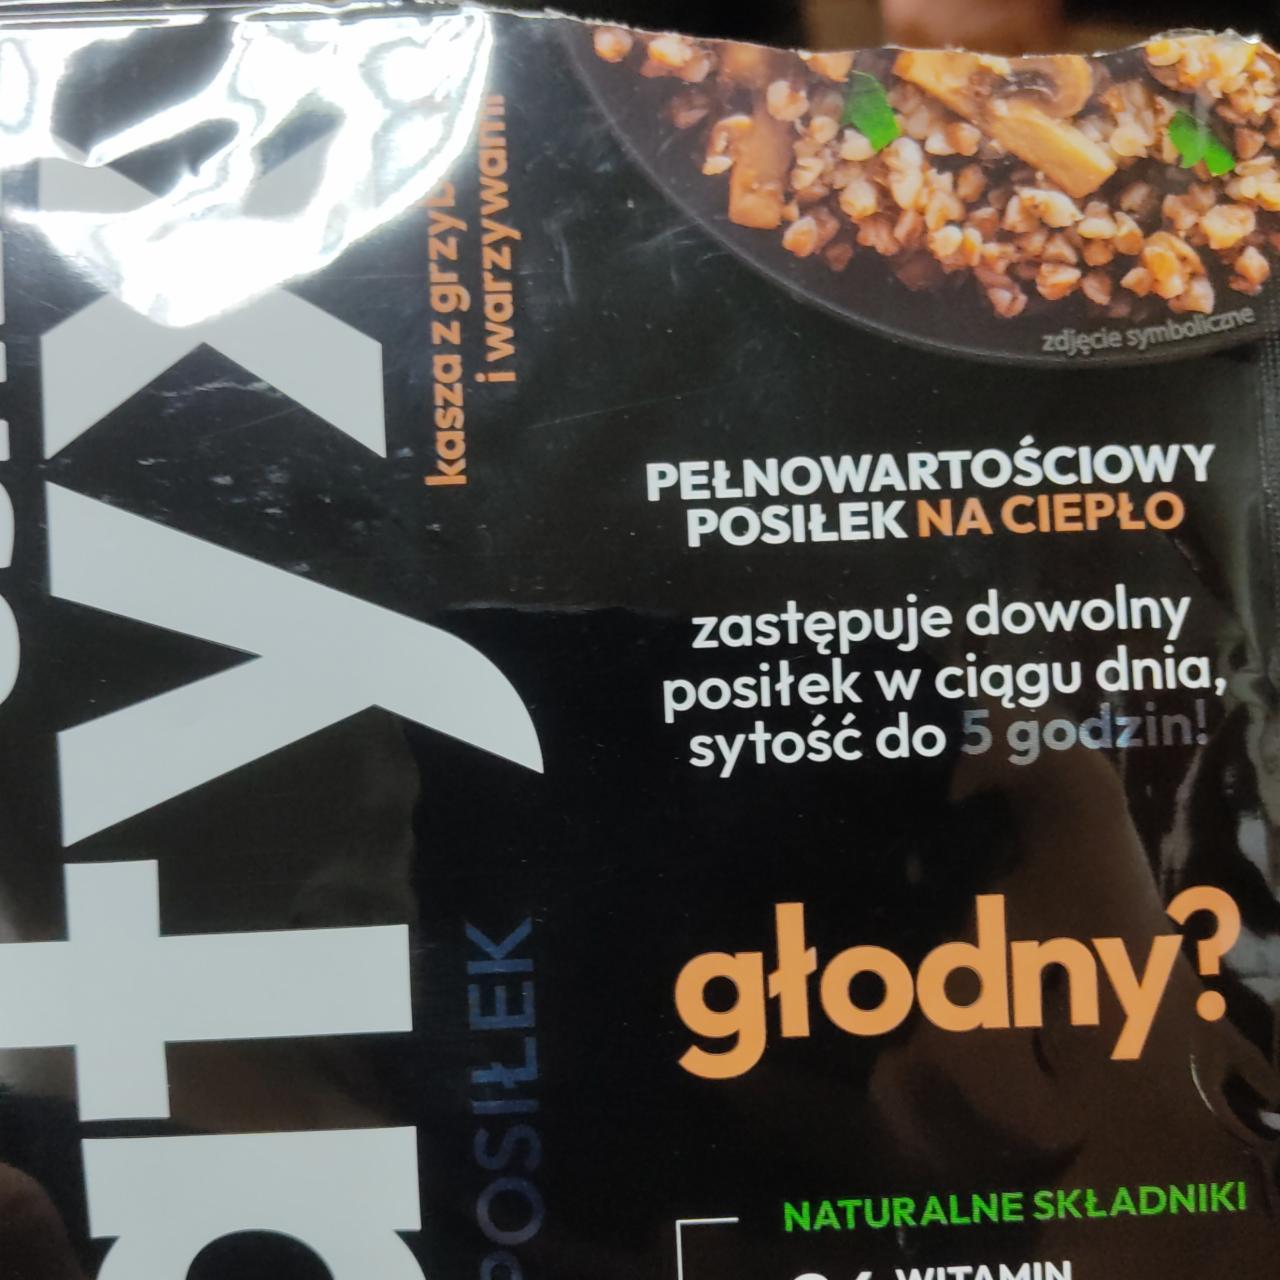 kasza z
i warzywami
POSIŁEK
zdjęcie symboliczne
PEŁNOWARTOŚCIOWY
POSIŁEK NA CIEPŁO
zastępuje dowolny
posiłek w ciągu dnia,
sytość do 5 godzin!
głodny?
NATURALNE SKŁADNIKI
WITAMIN